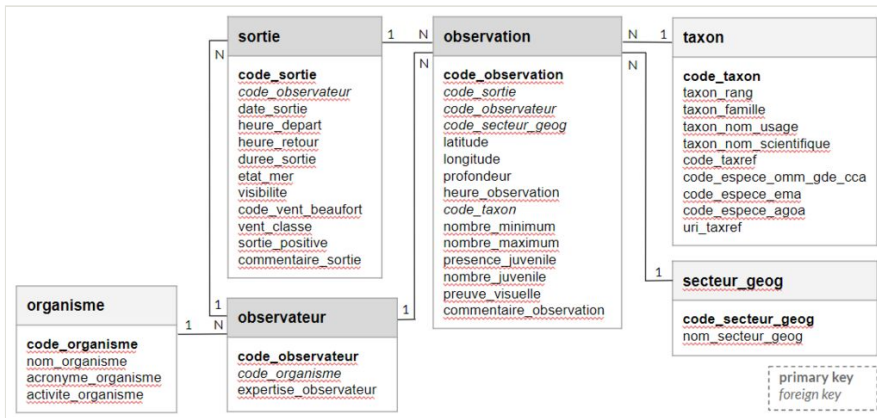 sortie
code_sortie
code_observateur
date_sortie
heure_depart
heure_retour
duree_sortie
etat_mer
visibilite
code_vent_beaufort
vent_classe
sortie_positive
commentaire_sortie
1
N
N
1
observation
code_observation
code_sortie
code_observateur
code_secteur_geog
latitude
longitude
profondeur
heure_observation
code_taxon
nombre_minimum
nombre_maximum
presence_juvenile
nombre_juvenile
preuve_visuelle
commentaire_observation
N
N
1
N
1
1
taxon
code_taxon
taxon_rang
taxon_famille
taxon_nom_usage
taxon_nom_scientifique
code_taxref
code_espece_omm_gde_cca
code_espece_ema
code_espece_agoa
uri_taxref
secteur_geog
code_secteur_geog
nom_secteur_geog
organisme
code_organisme
nom_organisme
acronyme_organisme
activite_organisme
1
N
observateur
code_observateur
code_organisme
expertise_observateur
primary key
foreign key